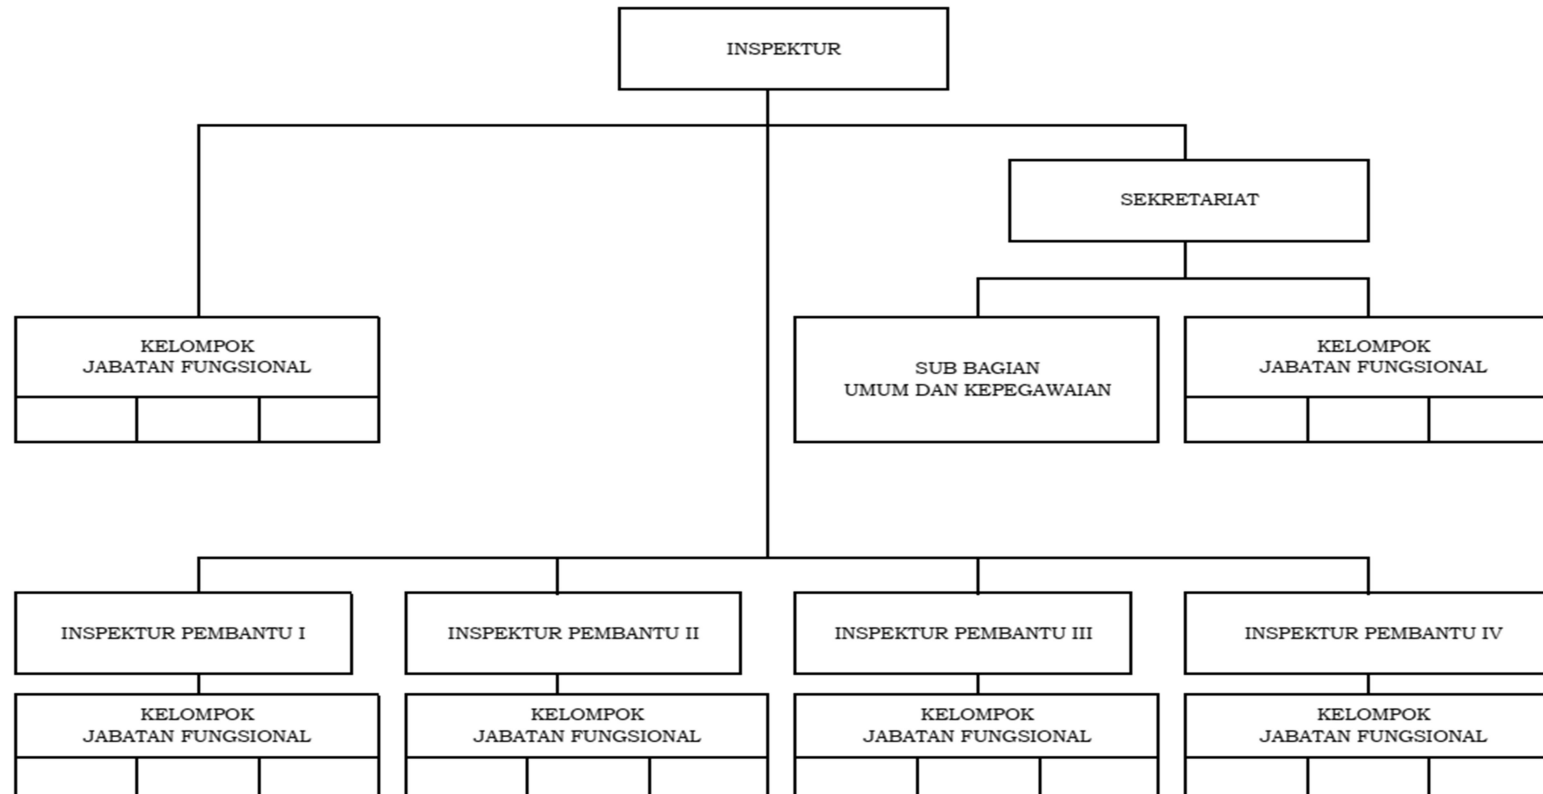 INSPEKTUR
SEKRETARIAT
KELOMPOK
JABATAN FUNGSIONAL
SUB BAGIAN
UMUM DAN KEPEGAWAIAN
KELOMPOK
JABATAN FUNGSIONAL
INSPEKTUR PEMBANTU I
INSPEKTUR PEMBANTU II
INSPEKTUR PEMBANTU III
INSPEKTUR PEMBANTU IV
KELOMPOK
JABATAN FUNGSIONAL
KELOMPOK
JABATAN FUNGSIONAL
KELOMPOK
JABATAN FUNGSIONAL
KELOMPOK
JABATAN FUNGSIONAL